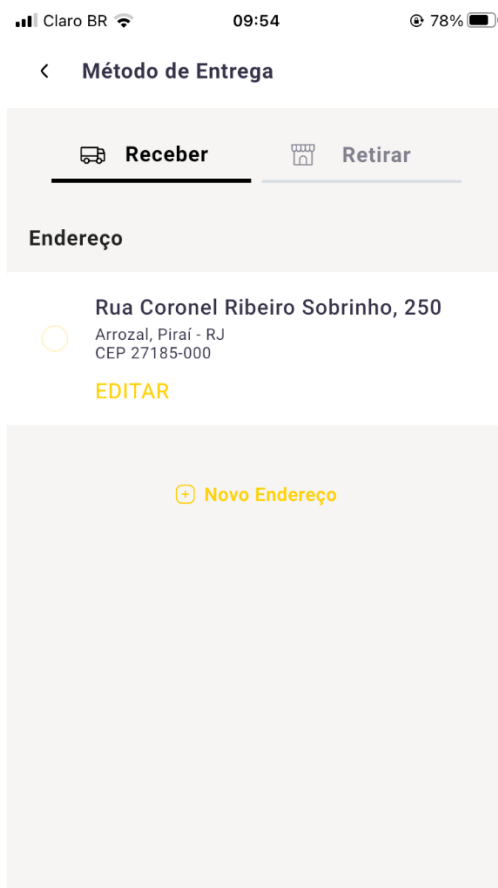 Claro BR 09:54 78%
Método de Entrega
Receber Retirar
Endereço
Rua Coronel Ribeiro Sobrinho, 250
Arrozal, Piraí - RJ
CEP 27185-000
EDITAR
Novo Endereço